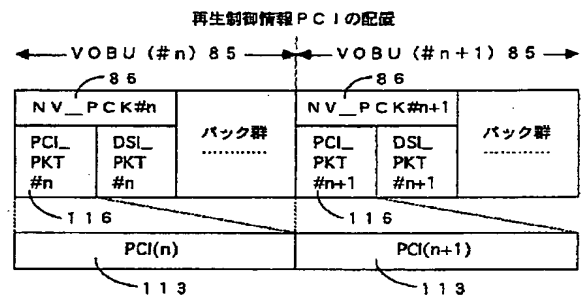 再生制御情報ＰＣＩの配置
ＶＯＢＵ（＃ｎ）８５
ＶＯＢＵ（＃ｎ＋１）８５
８６
８６
ＮＶ＿ＰＣＫ#n
パック群
ＮＶ＿ＰＣＫ#n+1
パック群
PCI_
PKT
#n
DSI_
PKT
#n
PCI_
PKT
#n+1
DSI_
PKT
#n+1
１１６
１１６
PCI(n)
PCI(n+1)
１１３
１１３